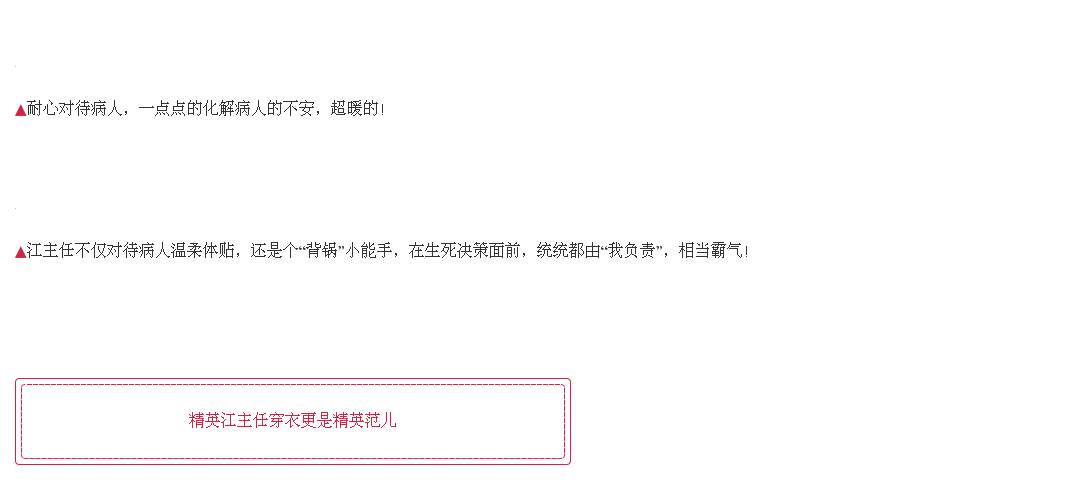 ▲耐心对待病人，一点点的化解病人的不安，超暖的!
▲江主任不仅对待病人温柔体贴，还是个“背锅”小能手，在生死决策面前，统统都由“我负责”，相当霸气!
精英江主任穿衣更是精英范儿